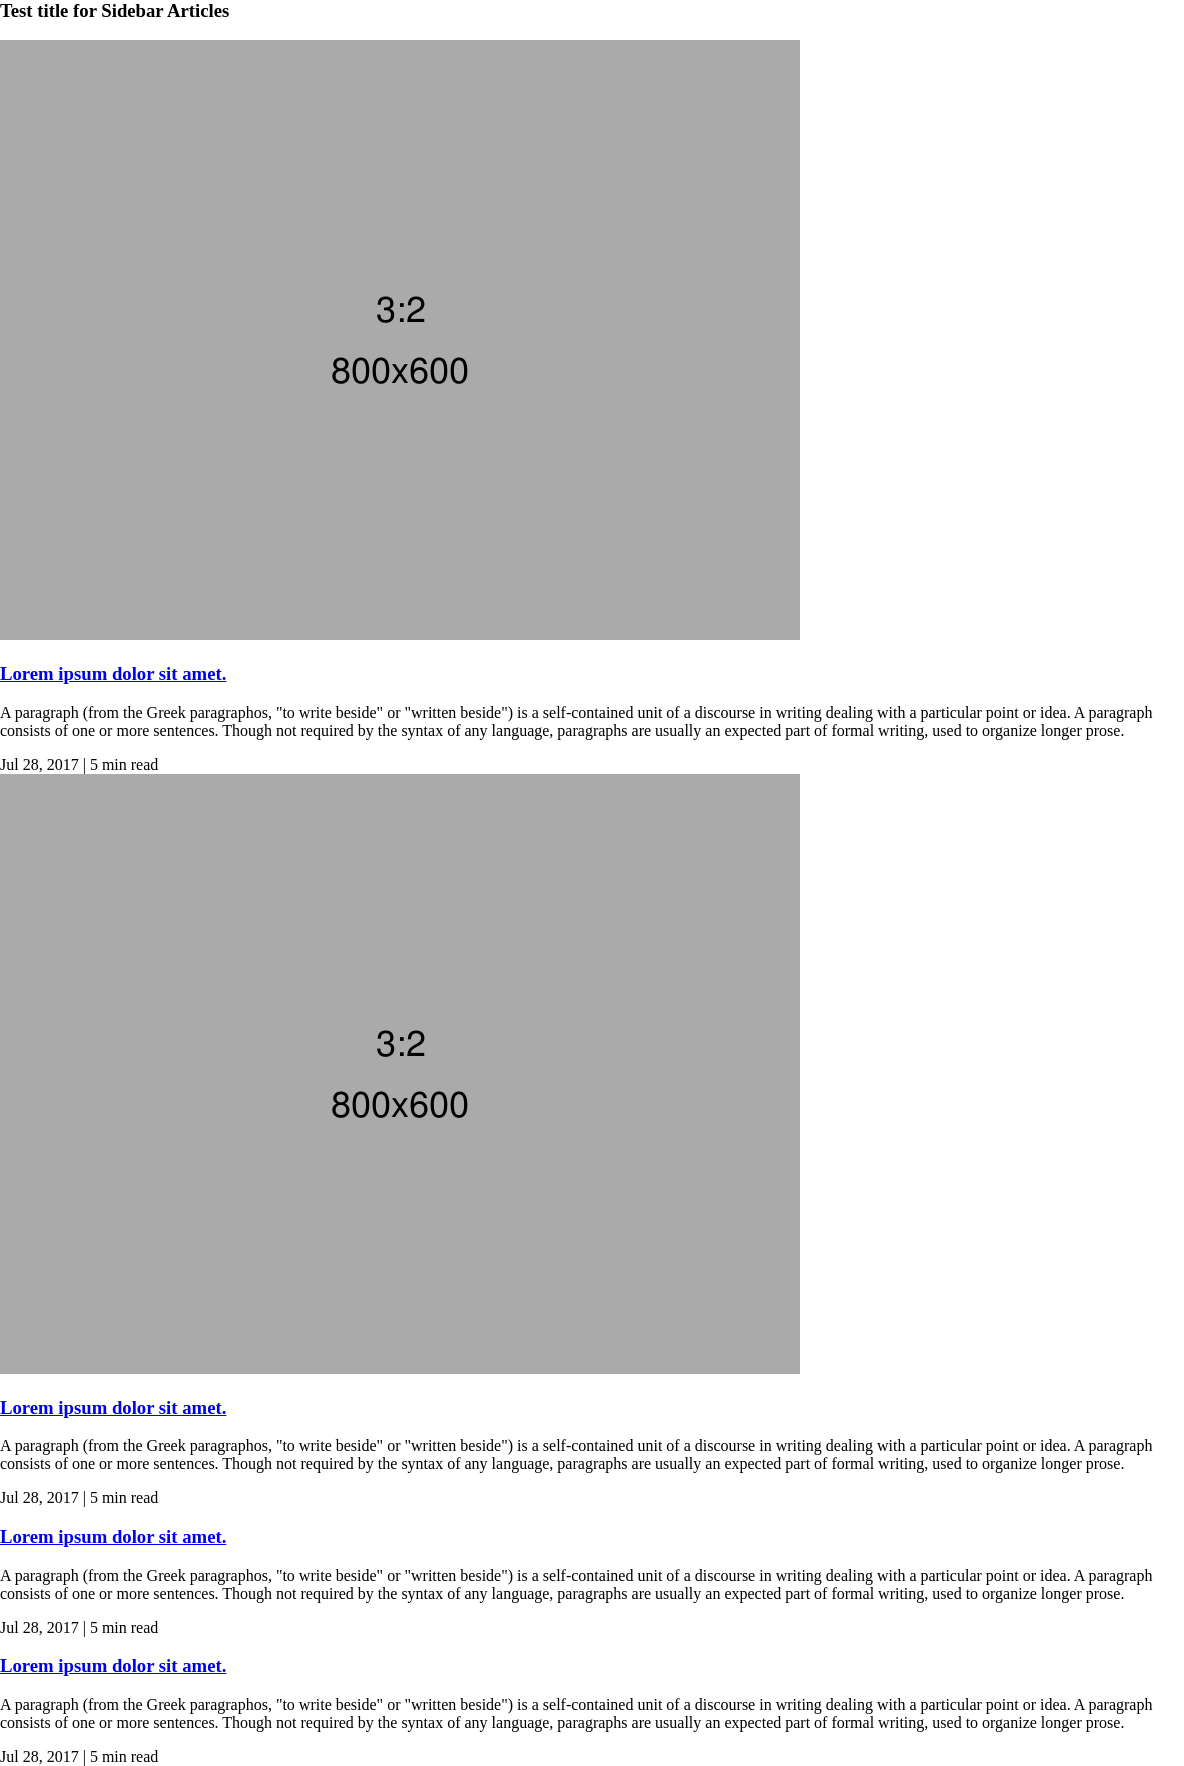 Test title for Sidebar Articles
3:2
800x600
Lorem ipsum dolor sit amet.
A paragraph (from the Greek paragraphos, "to write beside" or "written beside") is a self-contained unit of a discourse in writing dealing with a particular point or idea. A paragraph
consists of one or more sentences. Though not required by the syntax of any language, paragraphs are usually an expected part of formal writing, used to organize longer prose.
Jul 28, 2017 | 5 min read
3:2
800x600
Lorem ipsum dolor sit amet.
A paragraph (from the Greek paragraphos, "to write beside" or "written beside") is a self-contained unit of a discourse in writing dealing with a particular point or idea. A paragraph
consists of one or more sentences. Though not required by the syntax of any language, paragraphs are usually an expected part of formal writing, used to organize longer prose.
Jul 28, 2017 | 5 min read
Lorem ipsum dolor sit amet.
A paragraph (from the Greek paragraphos, "to write beside" or "written beside") is a self-contained unit of a discourse in writing dealing with a particular point or idea. A paragraph
consists of one or more sentences. Though not required by the syntax of any language, paragraphs are usually an expected part of formal writing, used to organize longer prose.
Jul 28, 2017 | 5 min read
Lorem ipsum dolor sit amet.
A paragraph (from the Greek paragraphos, "to write beside" or "written beside") is a self-contained unit of a discourse in writing dealing with a particular point or idea. A paragraph
consists of one or more sentences. Though not required by the syntax of any language, paragraphs are usually an expected part of formal writing, used to organize longer prose.
Jul 28, 2017 | 5 min read